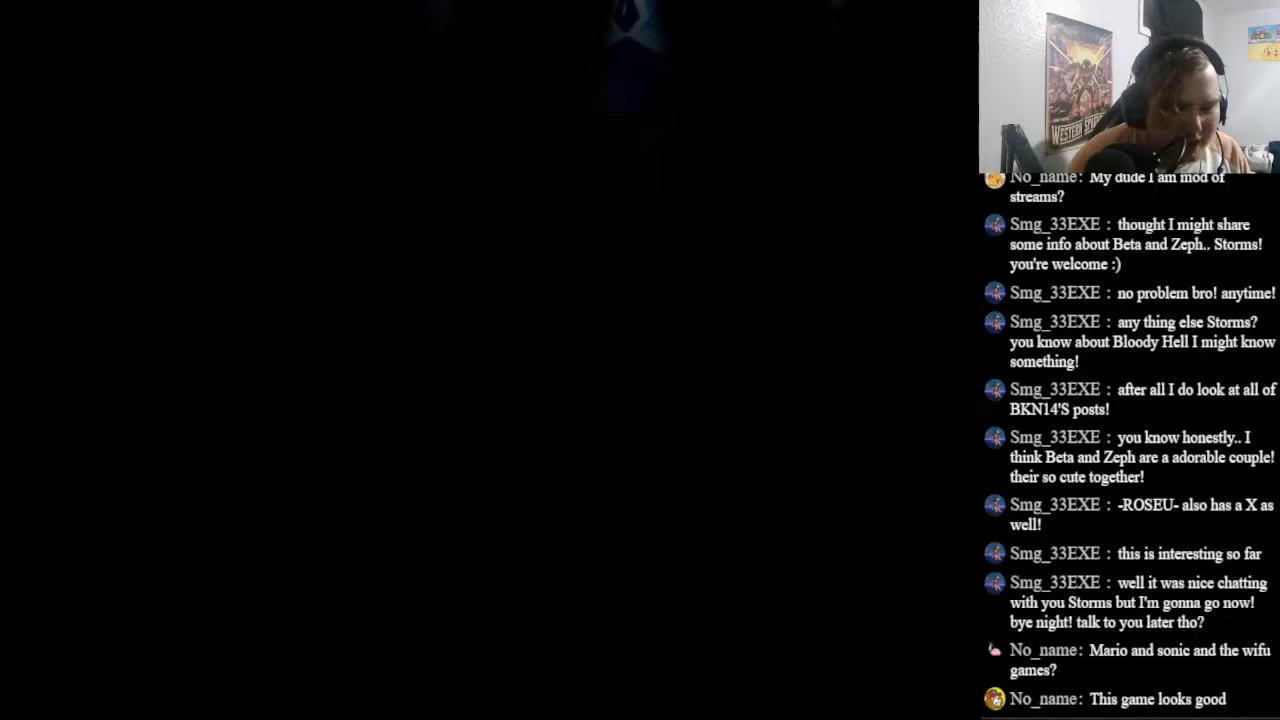 WESTERN
No_name: My dude I am mod of
streams?
Smg_33EXE : thought I might share
some info about Beta and Zeph.. Storms!
you're welcome :)
Smg_33EXE : no problem bro! anytime!
Smg_33EXE : any thing else Storms?
you know about Bloody Hell I might know
something!
Smg_33EXE : after all I do look at all of
BKN14'S posts!
Smg_33EXE : you know honestly.. I
think Beta and Zeph are a adorable couple!
their so cute together!
Smg_33EXE : -ROSEU- also has a X as
well!
Smg_33EXE : this is interesting so far
Smg_33EXE : well it was nice chatting
with you Storms but I'm gonna go now!
bye night! talk to you later tho?
No_name: Mario and sonic and the wifu
games?
No_name: This game looks good